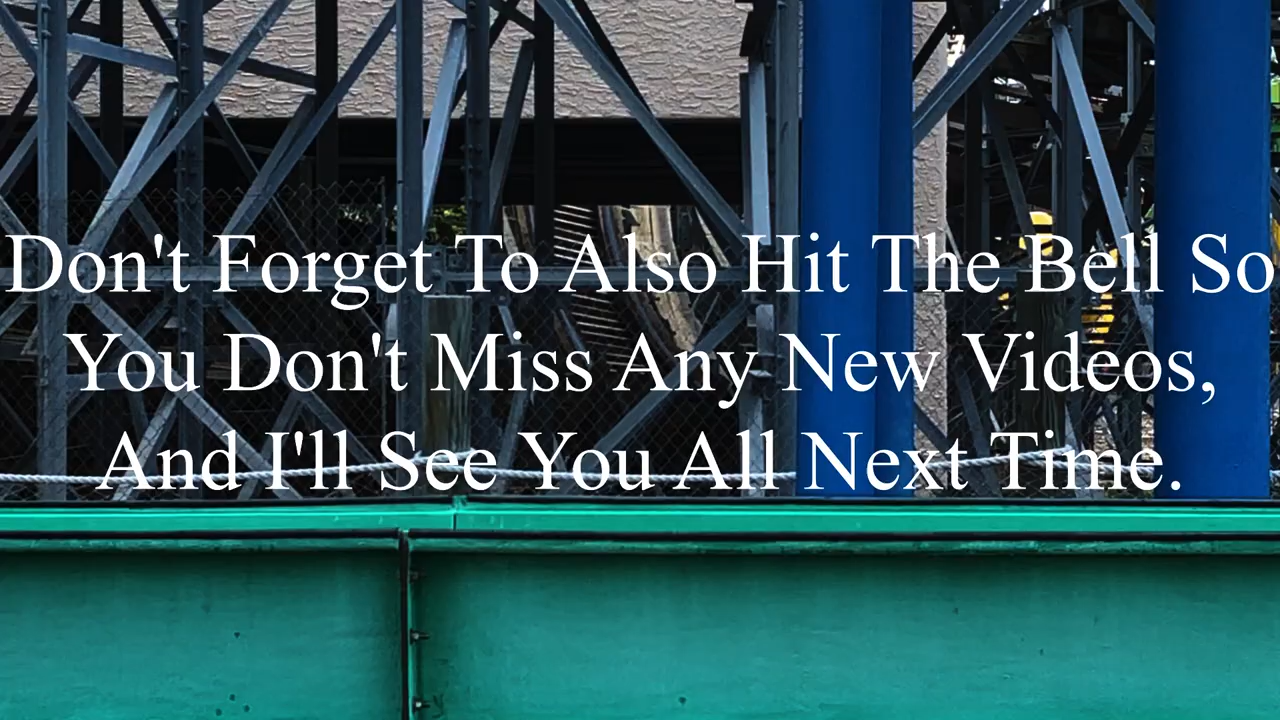 Don't Forget To Also Hit The Bell So
You Don't Miss Any New Videos,
And I'll See You All Next Time.